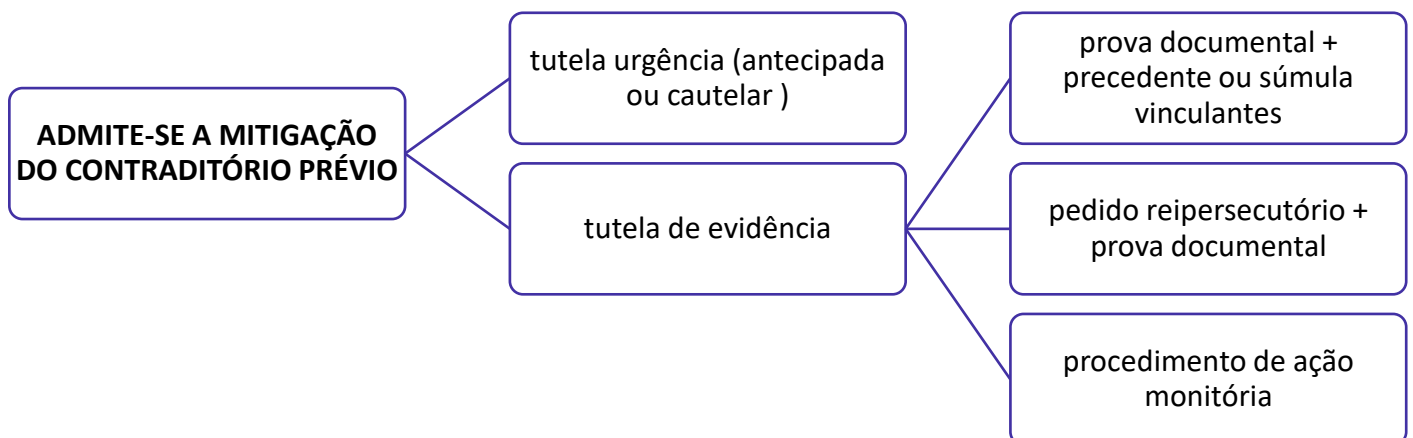 ADMITE-SE A MITIGAÇÃO
DO CONTRADITÓRIO PRÉVIO
tutela urgência (antecipada
ou cautelar )
tutela de evidência
prova documental +
precedente ou súmula
vinculantes
pedido reipersecutório +
prova documental
procedimento de ação
monitória